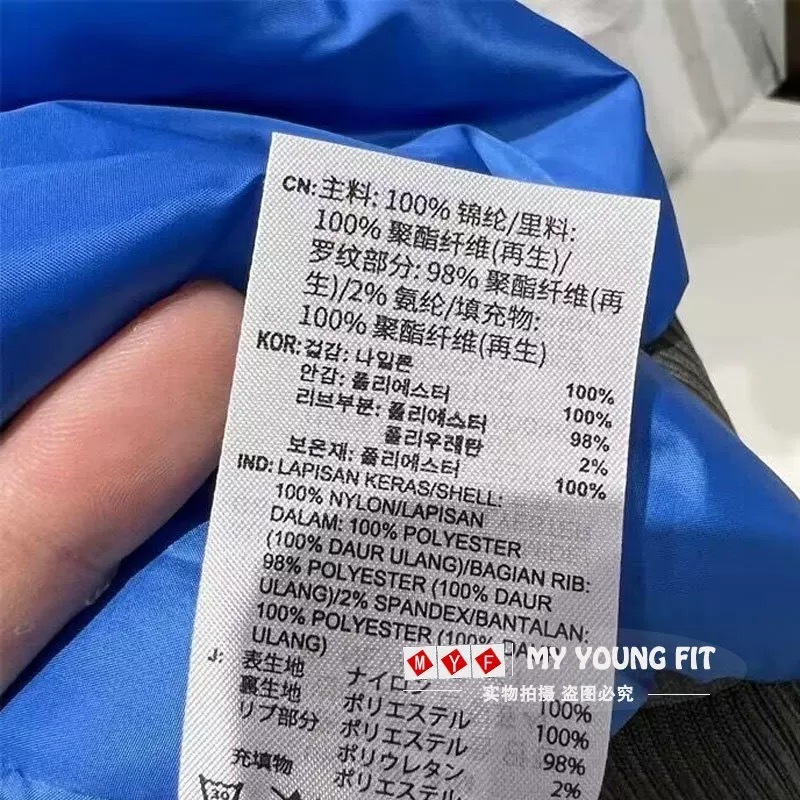 CN: 主料: 100% 锦纶/里料:
100% 聚酯纤维(再生)/
罗纹部分: 98% 聚酯纤维(再
生)/2% 氨纶/填充物:
100% 聚酯纤维(再生)
KOR: 겉감: 나일론 100%
안감: 폴리에스터 100%
리브부분: 폴리에스터 98%
폴리우레탄 2%
보온재: 폴리에스터 100%
IND: LAPISAN KERAS/SHELL:
100% NYLON/LAPISAN
DALAM: 100% POLYESTER
(100% DAUR ULANG)/BAGIAN RIB:
98% POLYESTER (100% DAUR
ULANG)/2% SPANDEX/BANTALAN:
100% POLYESTER (100% DAUR
ULANG)
J: 表生地 ナイロン 100%
裏生地 ポリエステル 100%
リブ部分 ポリエステル 98%
ポリウレタン 2%
充填物 ポリエステル
30
MYF MY YOUNG FIT
实物拍摄 盗图必究